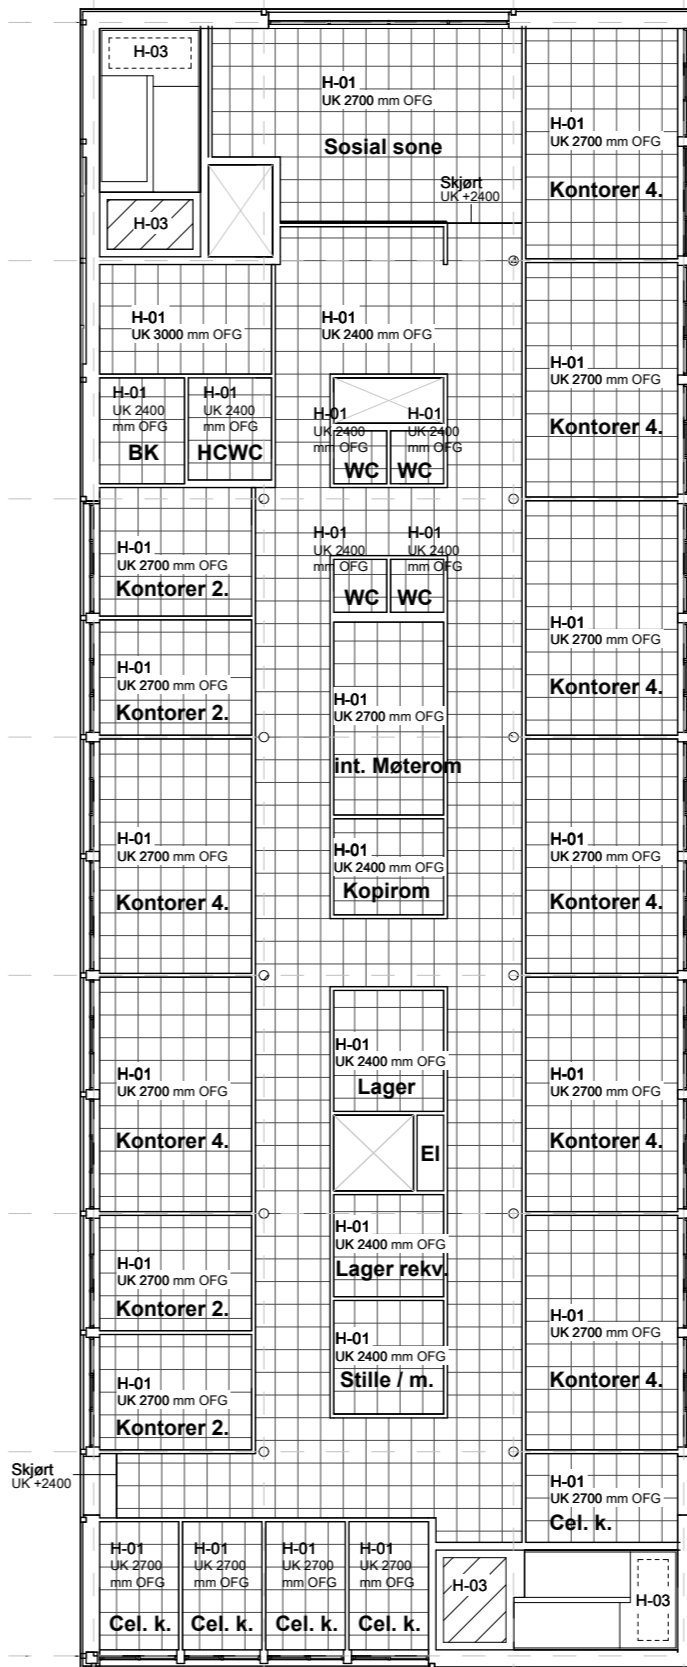 H-03
H-01
UK 2700 mm OFG
Sosial sone
H-01
UK 2700 mm OFG
Kontorer 4.
Skjørt
UK +2400
H-03
H-01
UK 3000 mm OFG
H-01
UK 2400 mm OFG
H-01
UK 2700 mm OFG
Kontorer 4.
H-01
UK 2400
mm OFG
BK
H-01
UK 2400
mm OFG
HCWC
H-01
UK 2400
mm OFG
WC
H-01
UK 2400
mm OFG
WC
H-01
UK 2700 mm OFG
Kontorer 2.
H-01
UK 2400
mm OFG
WC
H-01
UK 2400
mm OFG
WC
H-01
UK 2700 mm OFG
Kontorer 4.
H-01
UK 2700 mm OFG
Kontorer 2.
H-01
UK 2700 mm OFG
int. Møterom
H-01
UK 2700 mm OFG
Kontorer 4.
H-01
UK 2400 mm OFG
Kopirom
H-01
UK 2700 mm OFG
Kontorer 4.
H-01
UK 2700 mm OFG
Kontorer 4.
H-01
UK 2400 mm OFG
Lager
H-01
UK 2700 mm OFG
Kontorer 4.
El
H-01
UK 2700 mm OFG
Kontorer 2.
H-01
UK 2400 mm OFG
Lager rekv.
H-01
UK 2700 mm OFG
Kontorer 4.
H-01
UK 2700 mm OFG
Kontorer 2.
H-01
UK 2400 mm OFG
Stille / m.
Skjørt
UK +2400
H-01
UK 2700 mm OFG
Cel. k.
H-01
UK 2700
mm OFG
Cel. k.
H-01
UK 2700
mm OFG
Cel. k.
H-01
UK 2700
mm OFG
Cel. k.
H-01
UK 2700
mm OFG
Cel. k.
H-03
H-03